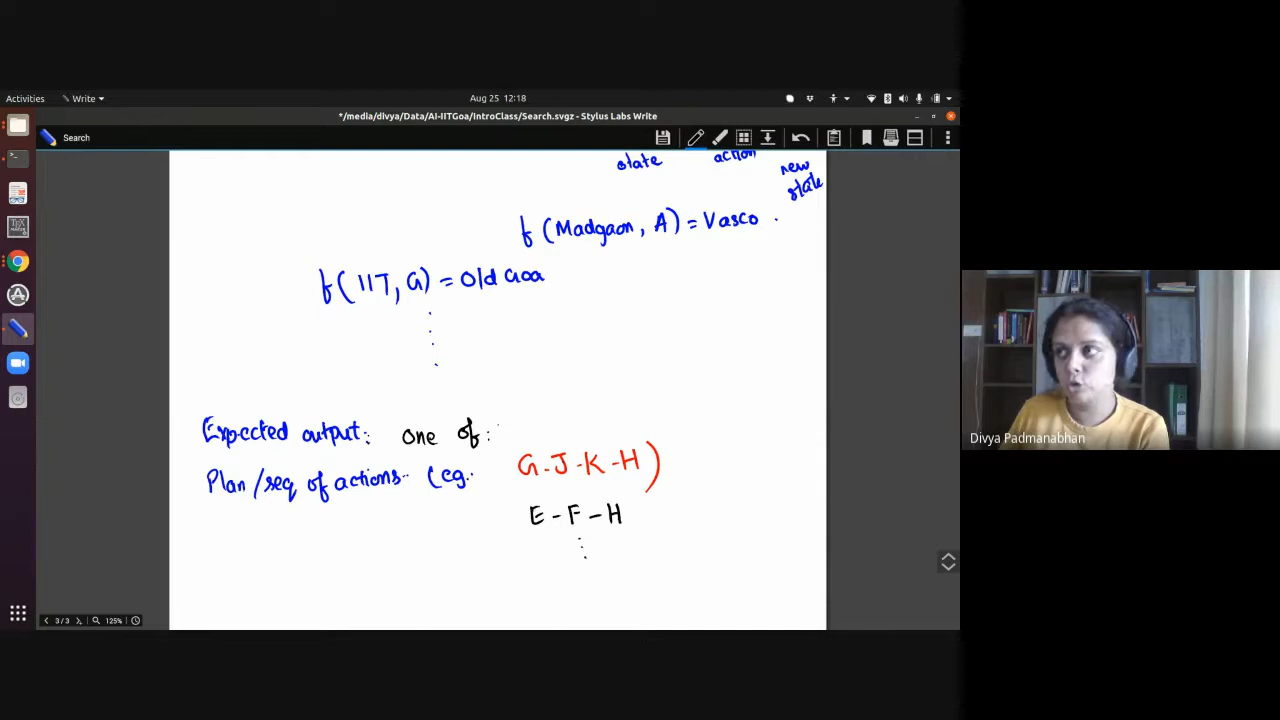 Activities Write Aug 25 12:18
*/media/divya/Data/AI-IITGoa/IntroClass/Search.svgz - Stylus Labs Write
Search
state action new state
f (Madgaon, A) = Vasco
f (IIT, G) = Old Goa
Expected output: one of:
Plan/seq of actions (eg. G-J-K-H)
E-F-H
Divya Padmanabhan
3/3 125%